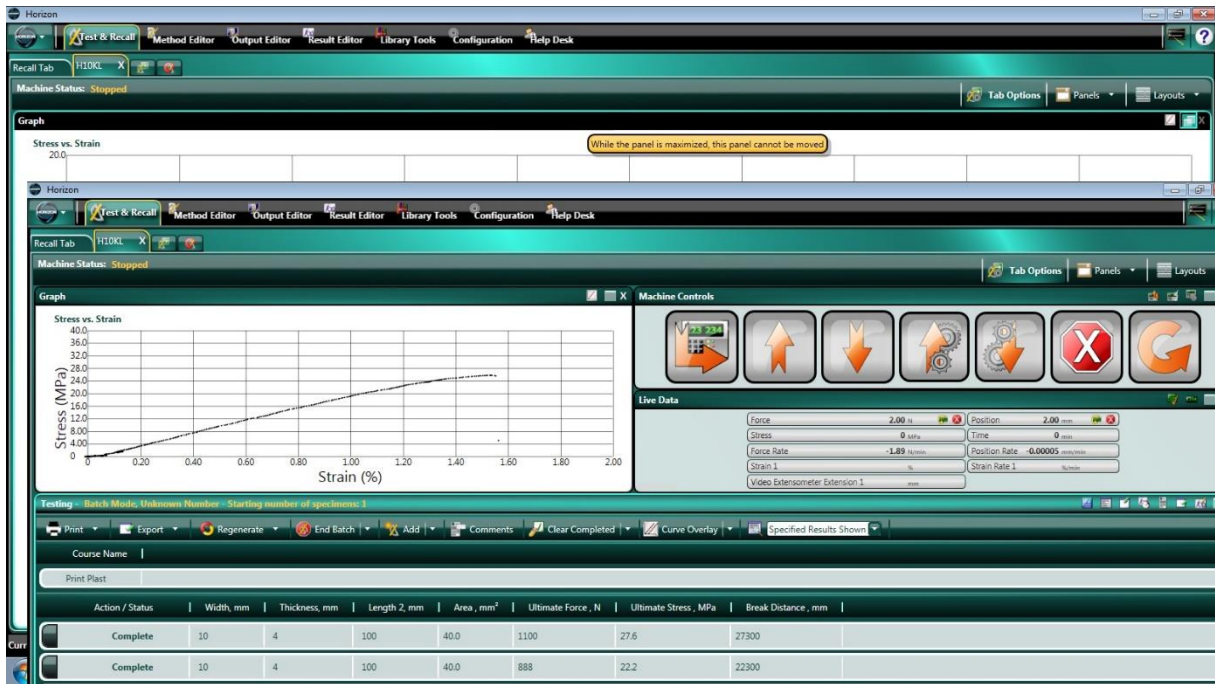 Horizon
HORIZON Test & Recall Method Editor Output Editor Result Editor Library Tools Configuration Help Desk
Recall Tab H10KL X
Machine Status: Stopped Tab Options Panels Layouts
Graph X
Stress vs. Strain While the panel is maximized, this panel cannot be moved
20.0
Horizon
HORIZON Test & Recall Method Editor Output Editor Result Editor Library Tools Configuration Help Desk
Recall Tab H10KL X
Machine Status: Stopped Tab Options Panels Layouts
Graph X Machine Controls
Stress vs. Strain
40.0
36.0
32.0
28.0
24.0
20.0
16.0
12.0
8.00
4.00
0
Stress (MPa)
0 0.20 0.40 0.60 0.80 1.00 1.20 1.40 1.60 1.80 2.00
Strain (%)
23 234
X
Live Data
Force 2.00 N Position 2.00 mm
Stress 0 MPa Time 0 min
Force Rate -1.89 N/min Position Rate -0.00005 mm/min
Strain 1 % Strain Rate 1 %/min
Video Extensometer Extension 1 mm
Testing - Batch Mode, Unknown Number - Starting number of specimens: 1
Print Export Regenerate End Batch Add Comments Clear Completed Curve Overlay Specified Results Shown
Course Name
Print Plast
Action / Status Width, mm Thickness, mm Length 2, mm Area , mm² Ultimate Force , N Ultimate Stress , MPa Break Distance , mm
Complete 10 4 100 40.0 1100 27.6 27300
Curr
Complete 10 4 100 40.0 888 22.2 22300